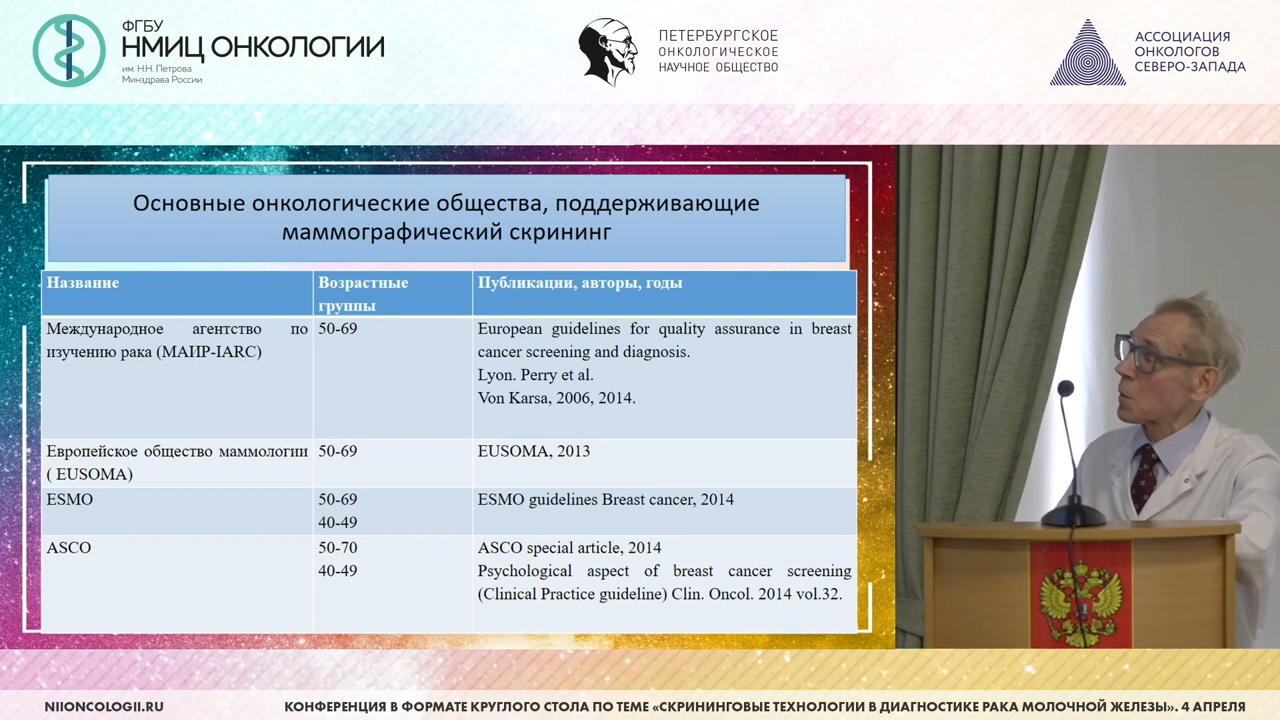 ФГБУ
НМИЦ ОНКОЛОГИИ
им. Н.Н. Петрова
Минздрава России
ПЕТЕРБУРГСКОЕ
ОНКОЛОГИЧЕСКОЕ
НАУЧНОЕ ОБЩЕСТВО
АССОЦИАЦИЯ
ОНКОЛОГОВ
СЕВЕРО-ЗАПАДА
Основные онкологические общества, поддерживающие
маммографический скрининг
Название
Возрастные
группы
Публикации, авторы, годы
Международное агентство по
изучению рака (МАИР-IARC)
50-69
European guidelines for quality assurance in breast
cancer screening and diagnosis.
Lyon. Perry et al.
Von Karsa, 2006, 2014.
Европейское общество маммологии
( EUSOMA)
50-69
EUSOMA, 2013
ESMO
50-69
40-49
ESMO guidelines Breast cancer, 2014
ASCO
50-70
40-49
ASCO special article, 2014
Psychological aspect of breast cancer screening
(Clinical Practice guideline) Clin. Oncol. 2014 vol.32.
NIIONCOLOGII.RU
КОНФЕРЕНЦИЯ В ФОРМАТЕ КРУГЛОГО СТОЛА ПО ТЕМЕ «СКРИНИНГОВЫЕ ТЕХНОЛОГИИ В ДИАГНОСТИКЕ РАКА МОЛОЧНОЙ ЖЕЛЕЗЫ». 4 АПРЕЛЯ